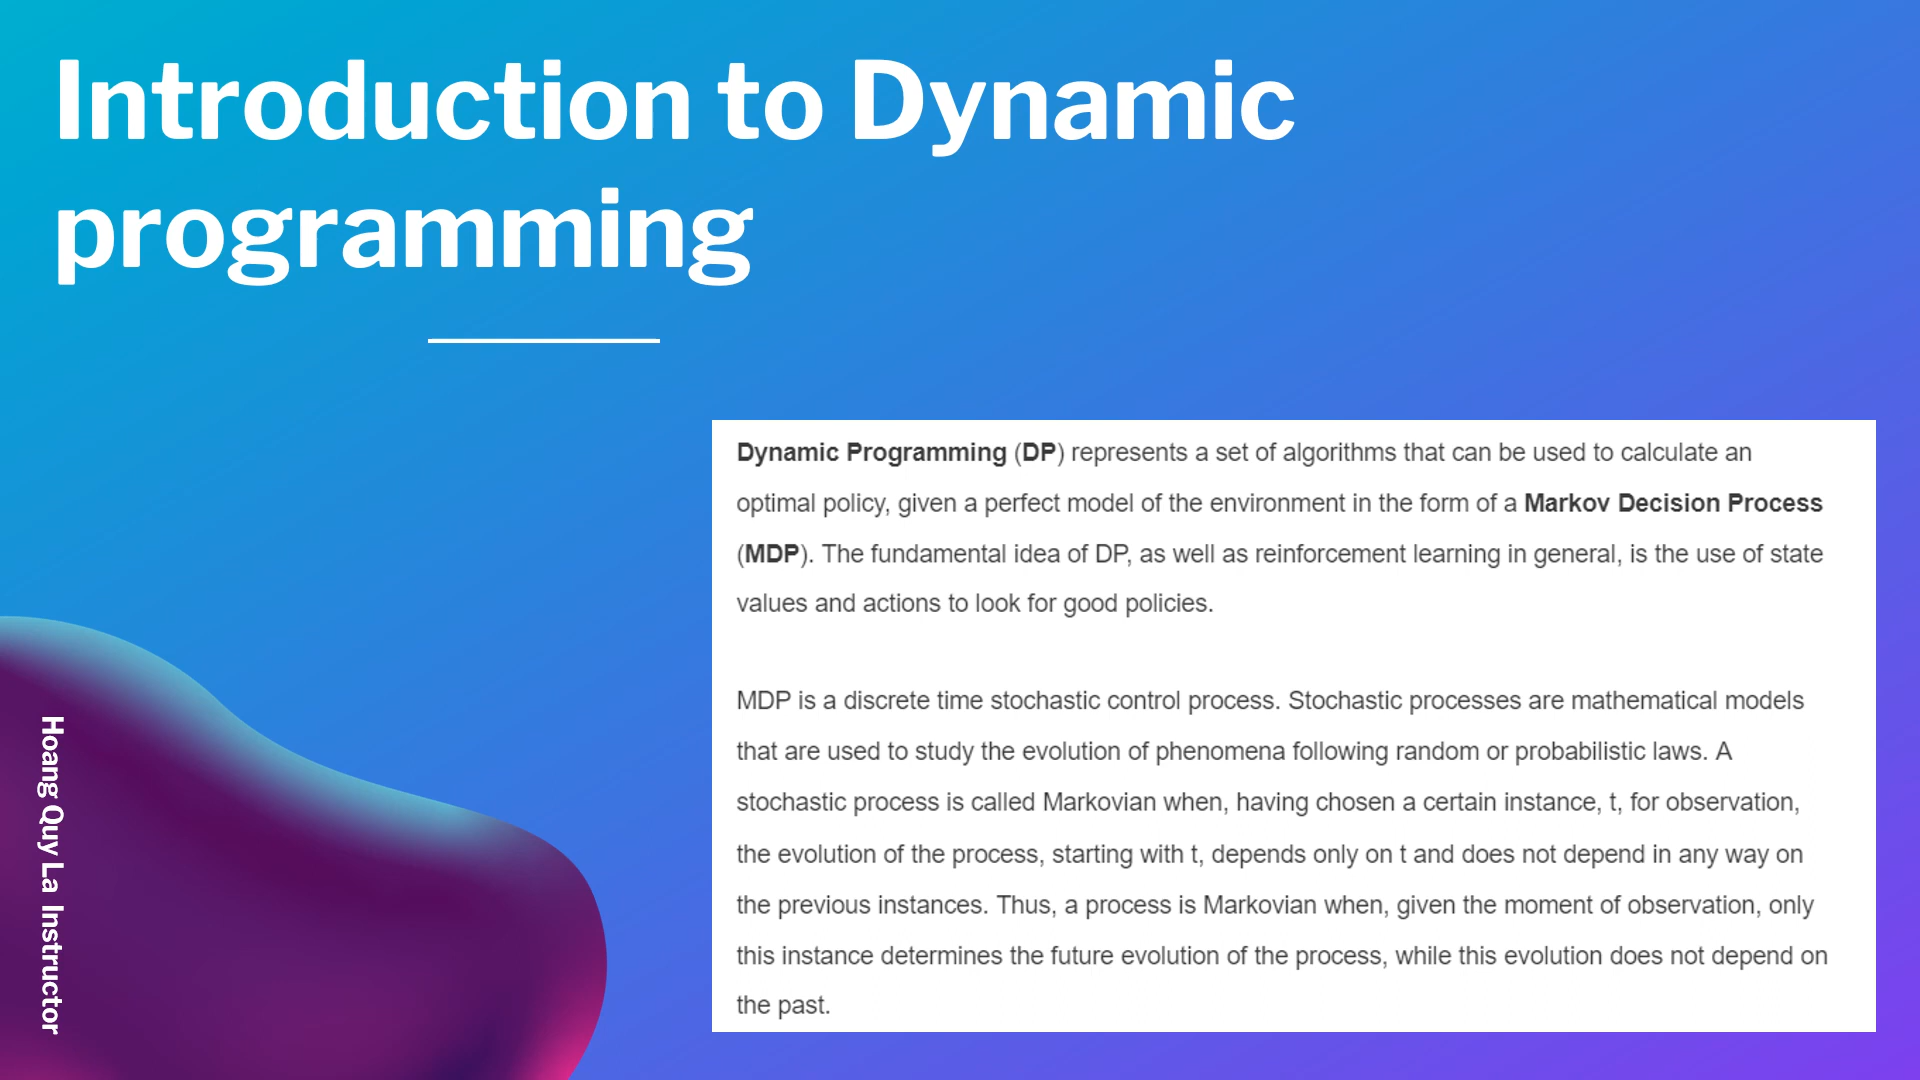 Introduction to Dynamic
programming
Dynamic Programming (DP) represents a set of algorithms that can be used to calculate an
optimal policy, given a perfect model of the environment in the form of a Markov Decision Process
(MDP). The fundamental idea of DP, as well as reinforcement learning in general, is the use of state
values and actions to look for good policies.
MDP is a discrete time stochastic control process. Stochastic processes are mathematical models
that are used to study the evolution of phenomena following random or probabilistic laws. A
stochastic process is called Markovian when, having chosen a certain instance, t, for observation,
the evolution of the process, starting with t, depends only on t and does not depend in any way on
the previous instances. Thus, a process is Markovian when, given the moment of observation, only
this instance determines the future evolution of the process, while this evolution does not depend on
the past.
Hoang Quy La Instructor